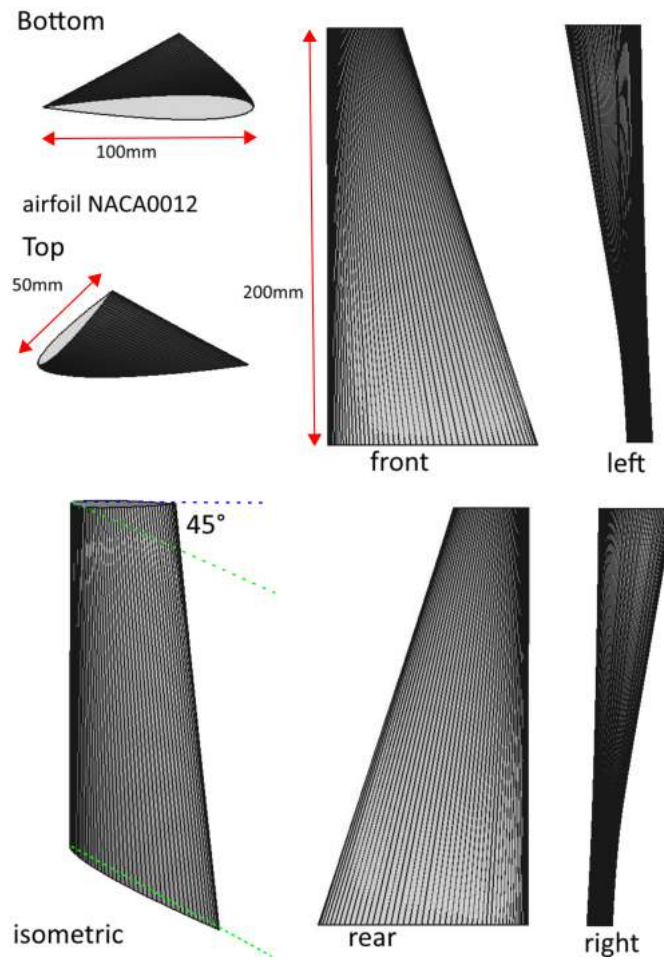 Bottom
100mm
airfoil NACA0012
Top
50mm
200mm
front
left
45°
isometric
rear
right